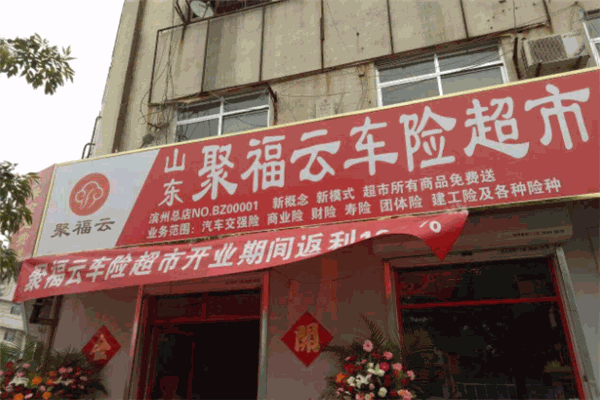 山东
聚福云车险超市
聚福云
滨州总店NO.BZ00001 新概念 新模式 超市所有商品免费送
业务范围：汽车交强险 商业险 财险 寿险 团体险 建工险及各种险种
聚福云车险超市开业期间返利1
開